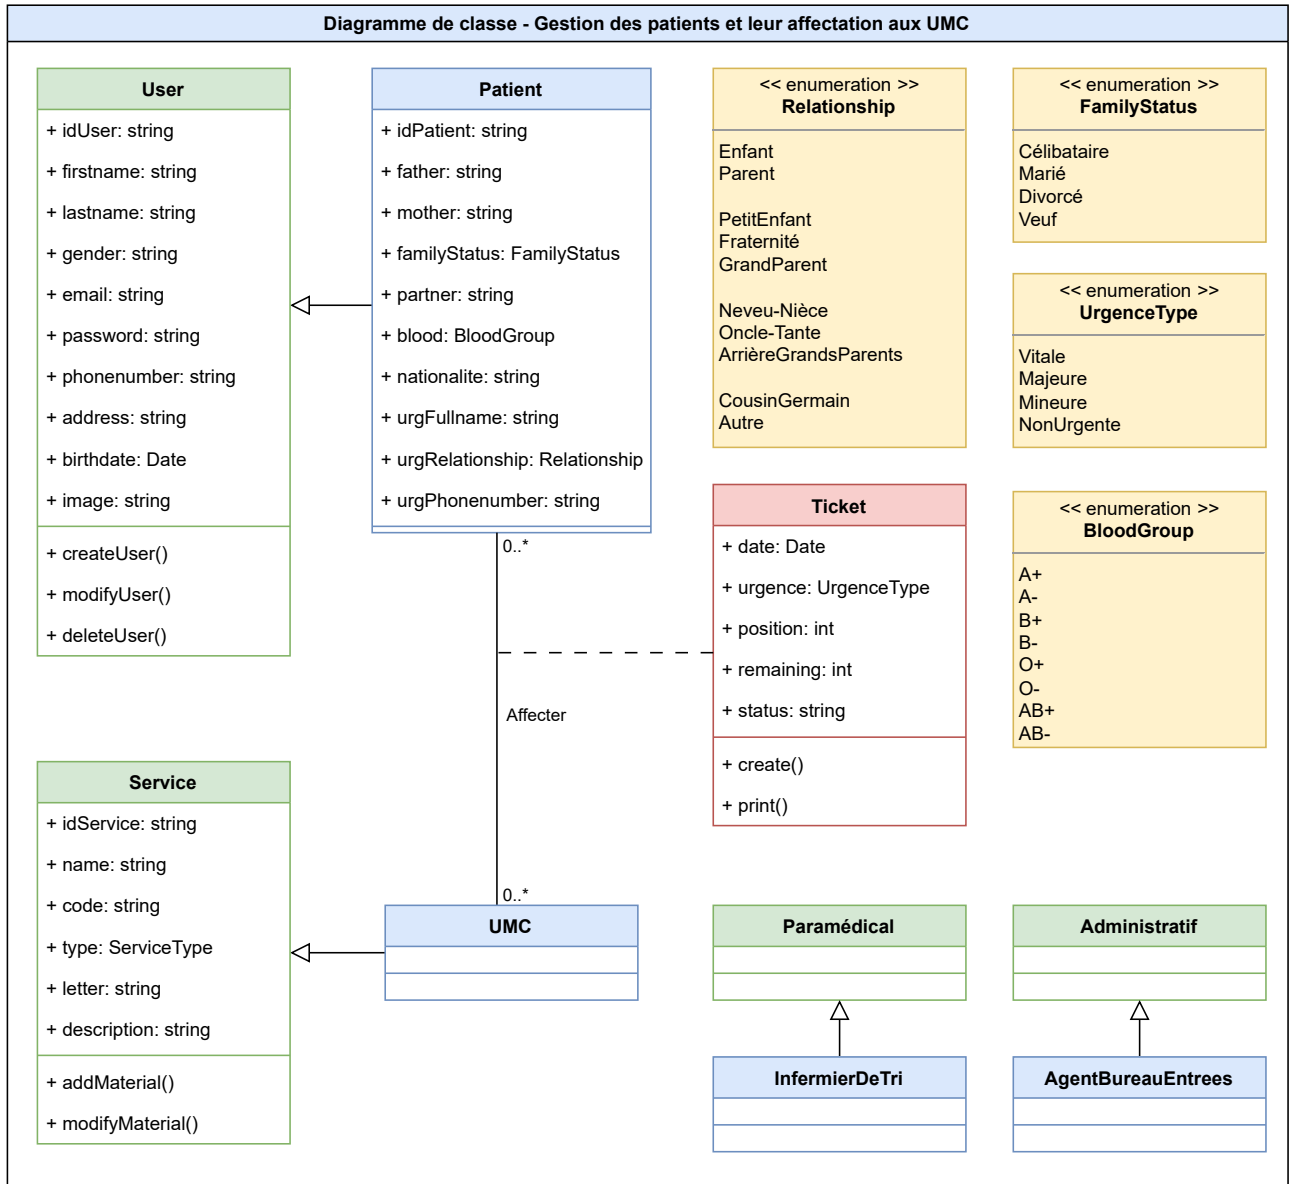 Diagramme de classe - Gestion des patients et leur affectation aux UMC
User
+ idUser: string
+ firstname: string
+ lastname: string
+ gender: string
+ email: string
+ password: string
+ phonenumber: string
+ address: string
+ birthdate: Date
+ image: string
+ createUser()
+ modifyUser()
+ deleteUser()
Patient
+ idPatient: string
+ father: string
+ mother: string
+ familyStatus: FamilyStatus
+ partner: string
+ blood: BloodGroup
+ nationalite: string
+ urgFullname: string
+ urgRelationship: Relationship
+ urgPhonenumber: string
<< enumeration >>
Relationship
Enfant
Parent
PetitEnfant
Fraternité
GrandParent
Neveu-Nièce
Oncle-Tante
ArrièreGrandsParents
CousinGermain
Autre
<< enumeration >>
FamilyStatus
Célibataire
Marié
Divorcé
Veuf
<< enumeration >>
UrgenceType
Vitale
Majeure
Mineure
NonUrgente
Ticket
+ date: Date
+ urgence: UrgenceType
+ position: int
+ remaining: int
+ status: string
+ create()
+ print()
<< enumeration >>
BloodGroup
A+
A-
B+
B-
O+
O-
AB+
AB-
0..*
Affecter
0..*
Service
+ idService: string
+ name: string
+ code: string
+ type: ServiceType
+ letter: string
+ description: string
+ addMaterial()
+ modifyMaterial()
UMC
Paramédical
Administratif
InfermierDeTri
AgentBureauEntrees